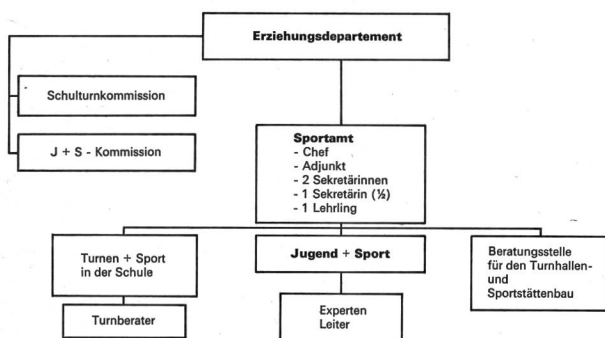 Erziehungsdepartement
Schulturnkommission
J + S - Kommission
Sportamt
- Chef
- Adjunkt
- 2 Sekretärinnen
- 1 Sekretärin (½)
- 1 Lehrling
Turnen + Sport
in der Schule
Jugend + Sport
Beratungsstelle
für den Turnhallen-
und
Sportstättenbau
Turnberater
Experten
Leiter